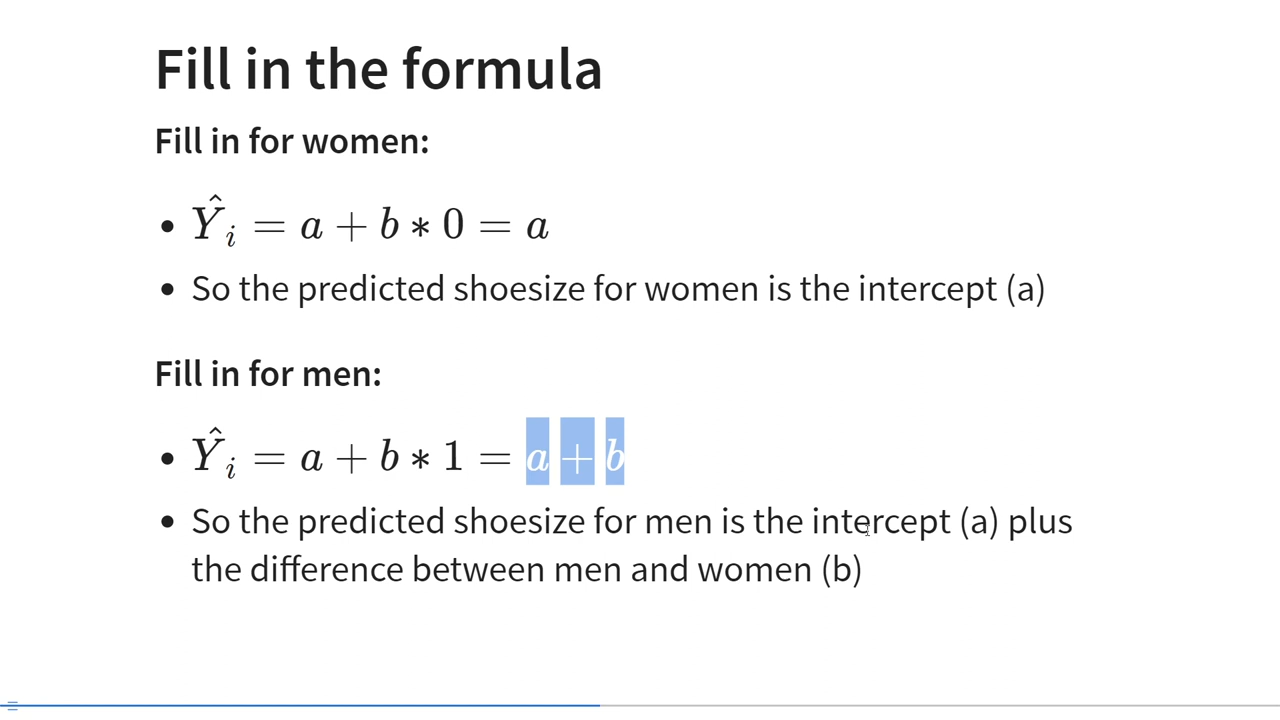 Fill in the formula
Fill in for women:
• Ŷᵢ = a + b ∗ 0 = a
• So the predicted shoesize for women is the intercept (a)
Fill in for men:
• Ŷᵢ = a + b ∗ 1 = a + b
• So the predicted shoesize for men is the intercept (a) plus
the difference between men and women (b)